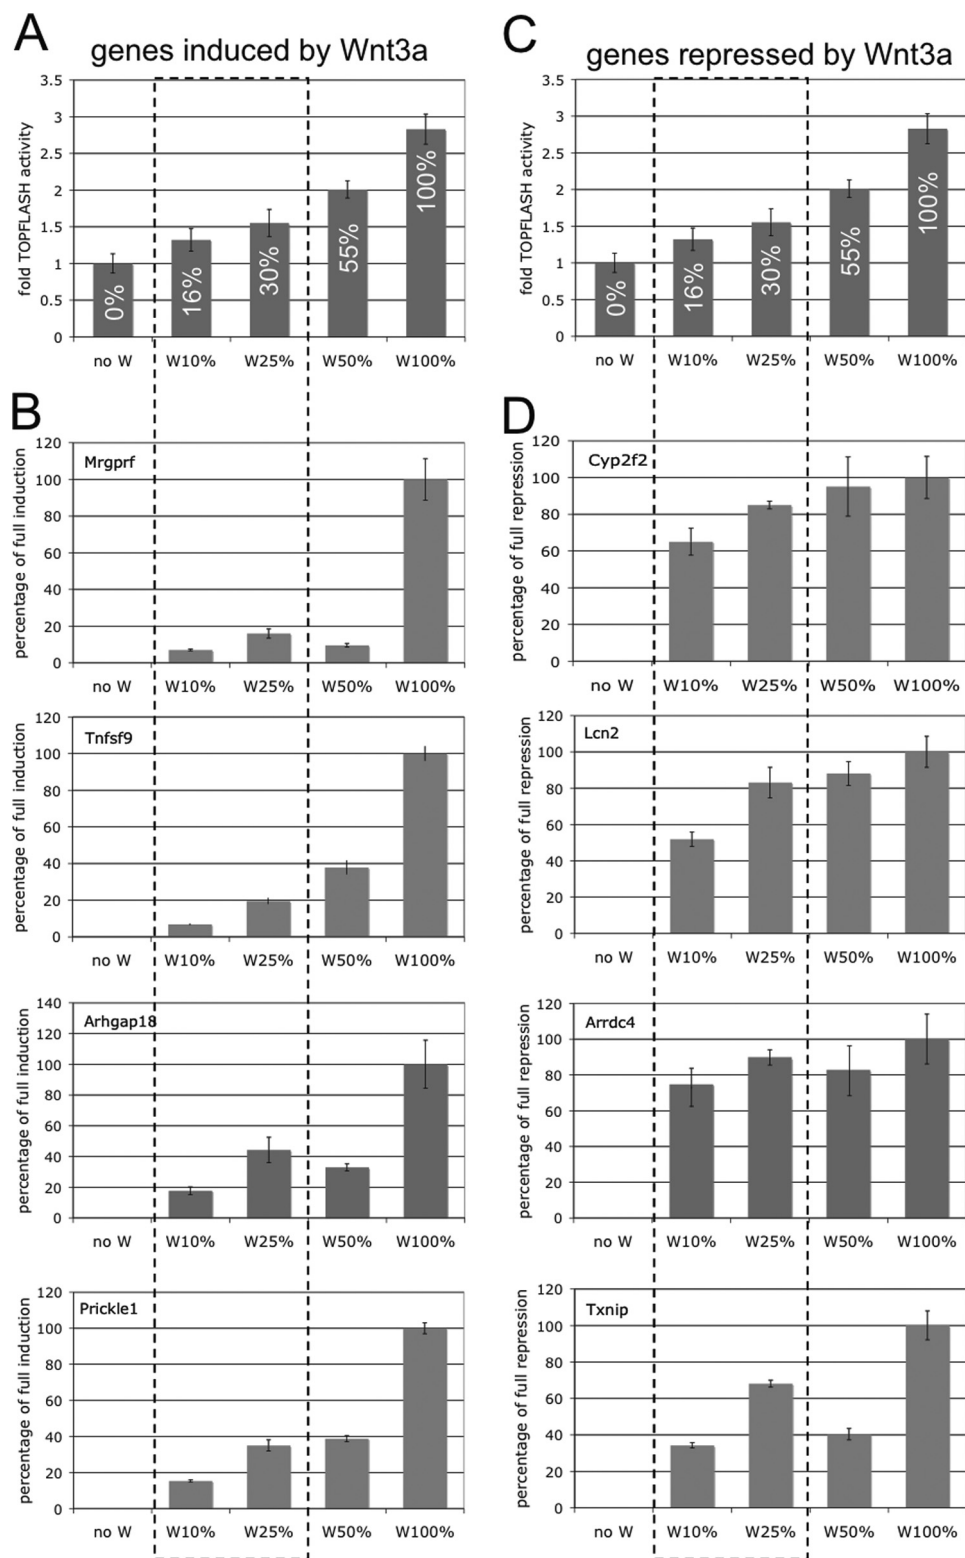 A
genes induced by Wnt3a
fold TOPFLASH activity
3.5
3
2.5
2
1.5
1
0.5
0
0%
16%
30%
55%
100%
no W W10% W25% W50% W100%
B
Mrgprf
percentage of full induction
120
100
80
60
40
20
0
no W W10% W25% W50% W100%
Tnfsf9
percentage of full induction
120
100
80
60
40
20
0
no W W10% W25% W50% W100%
Arhgap18
percentage of full induction
140
120
100
80
60
40
20
0
no W W10% W25% W50% W100%
Prickle1
percentage of full induction
120
100
80
60
40
20
0
no W W10% W25% W50% W100%
C
genes repressed by Wnt3a
fold TOPFLASH activity
3.5
3
2.5
2
1.5
1
0.5
0
0%
16%
30%
55%
100%
no W W10% W25% W50% W100%
D
Cyp2f2
percentage of full repression
120
100
80
60
40
20
0
no W W10% W25% W50% W100%
Lcn2
percentage of full repression
120
100
80
60
40
20
0
no W W10% W25% W50% W100%
Arrdc4
percentage of full repression
120
100
80
60
40
20
0
no W W10% W25% W50% W100%
Txnip
percentage of full repression
120
100
80
60
40
20
0
no W W10% W25% W50% W100%